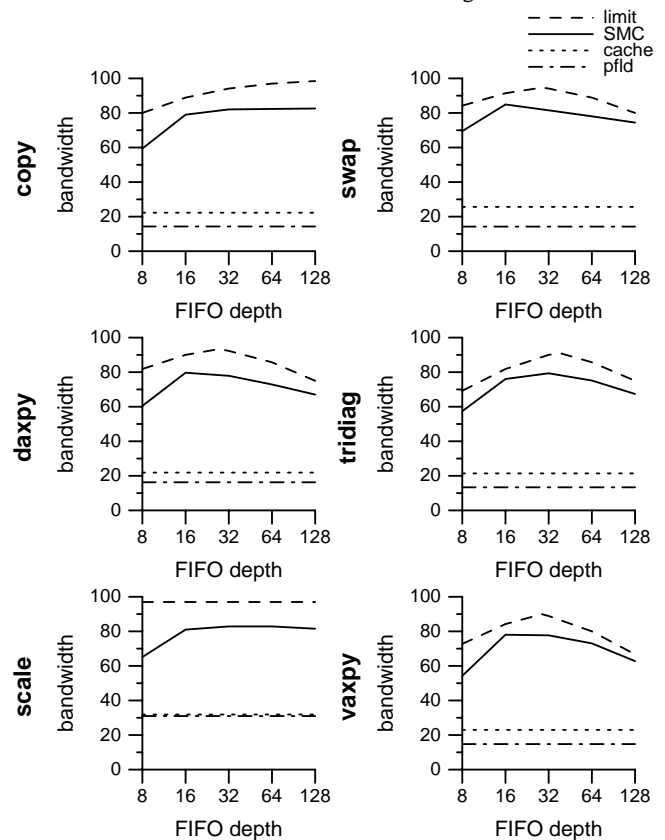 limit
SMC
cache
pfld
copy
bandwidth
100
80
60
40
20
0
8 16 32 64 128
FIFO depth
swap
bandwidth
100
80
60
40
20
0
8 16 32 64 128
FIFO depth
daxpy
bandwidth
100
80
60
40
20
0
8 16 32 64 128
FIFO depth
tridiag
bandwidth
100
80
60
40
20
0
8 16 32 64 128
FIFO depth
scale
bandwidth
100
80
60
40
20
0
8 16 32 64 128
FIFO depth
vaxpy
bandwidth
100
80
60
40
20
0
8 16 32 64 128
FIFO depth